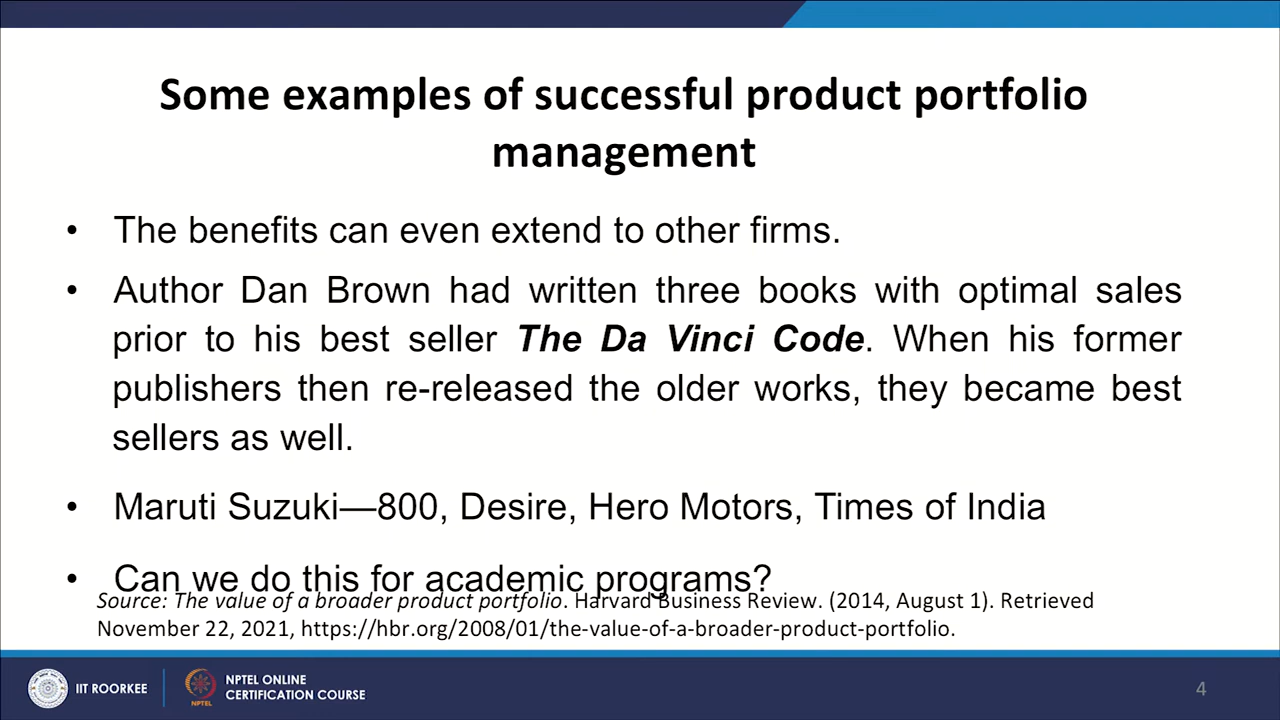 Some examples of successful product portfolio
management
• The benefits can even extend to other firms.
• Author Dan Brown had written three books with optimal sales
prior to his best seller The Da Vinci Code. When his former
publishers then re-released the older works, they became best
sellers as well.
• Maruti Suzuki—800, Desire, Hero Motors, Times of India
• Can we do this for academic programs?
Source: The value of a broader product portfolio. Harvard Business Review. (2014, August 1). Retrieved
November 22, 2021, https://hbr.org/2008/01/the-value-of-a-broader-product-portfolio.
IIT ROORKEE
NPTEL
NPTEL ONLINE
CERTIFICATION COURSE
4